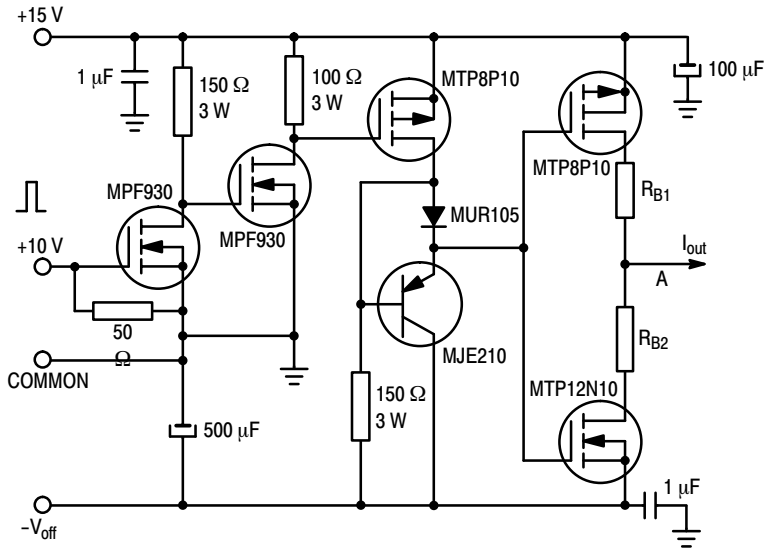 +15 V
1 μF
150 Ω
3 W
100 Ω
3 W
MTP8P10
100 μF
MPF930
MPF930
MTP8P10
RB1
MUR105
+10 V
Iout
A
50
Ω
MJE210
RB2
COMMON
MTP12N10
500 μF
150 Ω
3 W
1 μF
–Voff